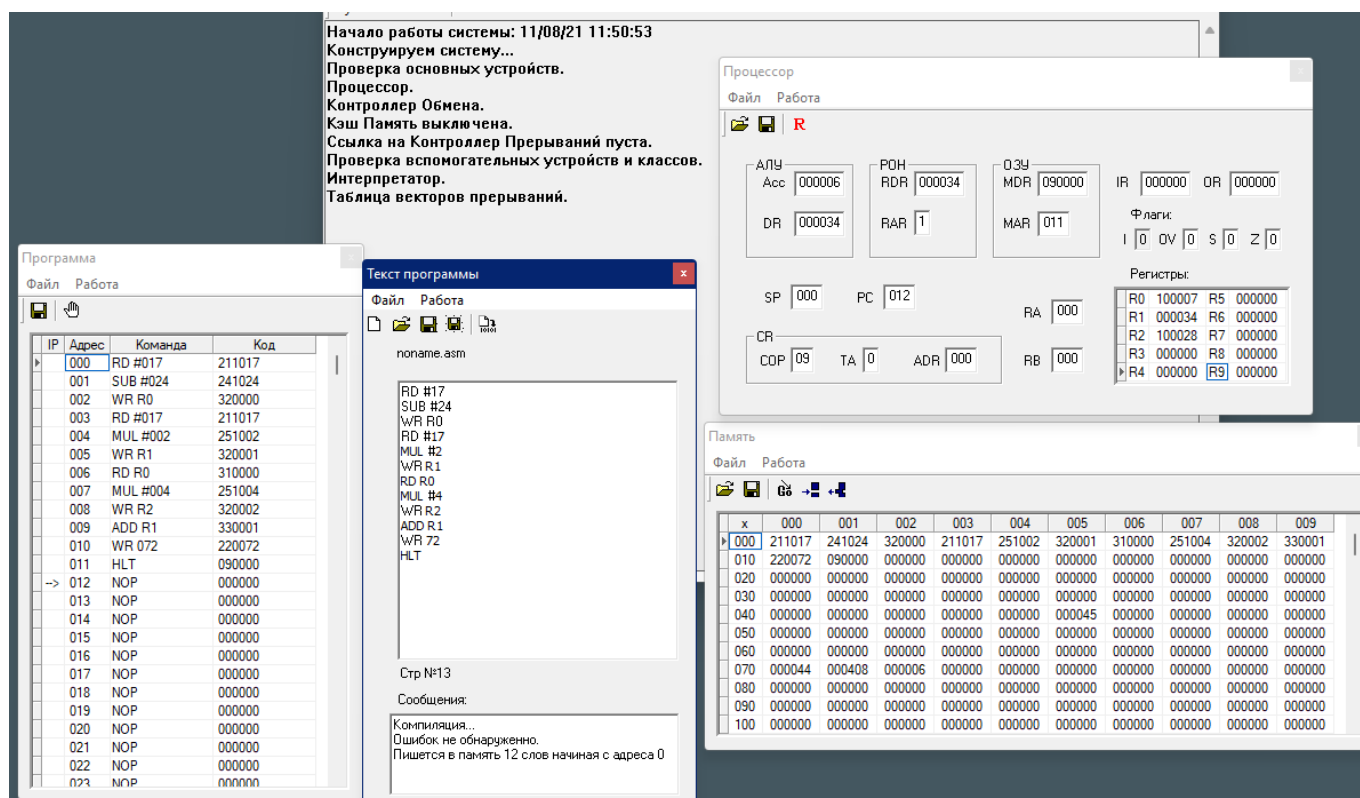 Начало работы системы: 11/08/21 11:50:53
Конструируем систему...
Проверка основных устройств.
Процессор.
Контроллер Обмена.
Кэш Память выключена.
Ссылка на Контроллер Прерываний пуста.
Проверка вспомогательных устройств и классов.
Интерпретатор.
Таблица векторов прерываний.
Процессор
Файл Работа
R
АЛУ РОН ОЗУ
Acc 000006 RDR 000034 MDR 090000 IR 000000 OR 000000
Флаги:
DR 000034 RAR 1 MAR 011
I 0 OV 0 S 0 Z 0
Регистры:
SP 000 PC 012 RA 000
CR
COP 09 TA 0 ADR 000 RB 000
R0 100007 R5 000000
R1 000034 R6 000000
R2 100028 R7 000000
R3 000000 R8 000000
R4 000000 R9 000000
Программа
Файл Работа
IP Адрес Команда Код
000 RD #017 211017
001 SUB #024 241024
002 WR R0 320000
003 RD #017 211017
004 MUL #002 251002
005 WR R1 320001
006 RD R0 310000
007 MUL #004 251004
008 WR R2 320002
009 ADD R1 330001
010 WR 072 220072
011 HLT 090000
--> 012 NOP 000000
013 NOP 000000
014 NOP 000000
015 NOP 000000
016 NOP 000000
017 NOP 000000
018 NOP 000000
019 NOP 000000
020 NOP 000000
021 NOP 000000
022 NOP 000000
023 NOP 000000
Текст программы
Файл Работа
noname.asm
RD #17
SUB #24
WR R0
RD #17
MUL #2
WR R1
RD R0
MUL #4
WR R2
ADD R1
WR 72
HLT
Стр №13
Сообщения:
Компиляция...
Ошибок не обнаруженно.
Пишется в память 12 слов начиная с адреса 0
Память
Файл Работа
Go
x 000 001 002 003 004 005 006 007 008 009
000 211017 241024 320000 211017 251002 320001 310000 251004 320002 330001
010 220072 090000 000000 000000 000000 000000 000000 000000 000000 000000
020 000000 000000 000000 000000 000000 000000 000000 000000 000000 000000
030 000000 000000 000000 000000 000000 000000 000000 000000 000000 000000
040 000000 000000 000000 000000 000000 000045 000000 000000 000000 000000
050 000000 000000 000000 000000 000000 000000 000000 000000 000000 000000
060 000000 000000 000000 000000 000000 000000 000000 000000 000000 000000
070 000044 000408 000006 000000 000000 000000 000000 000000 000000 000000
080 000000 000000 000000 000000 000000 000000 000000 000000 000000 000000
090 000000 000000 000000 000000 000000 000000 000000 000000 000000 000000
100 000000 000000 000000 000000 000000 000000 000000 000000 000000 000000